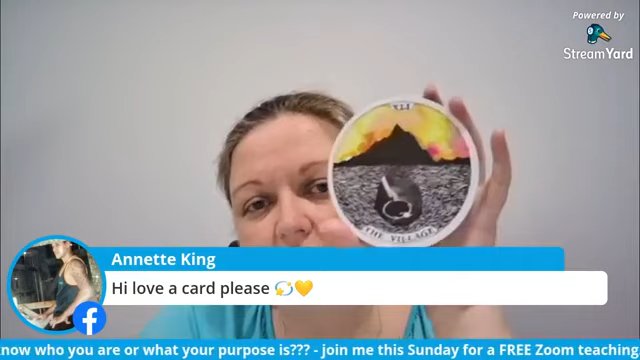 Powered by
StreamYard
THE VILLAGE
Annette King
Hi love a card please 💫💛
now who you are or what your purpose is??? - join me this Sunday for a FREE Zoom teaching